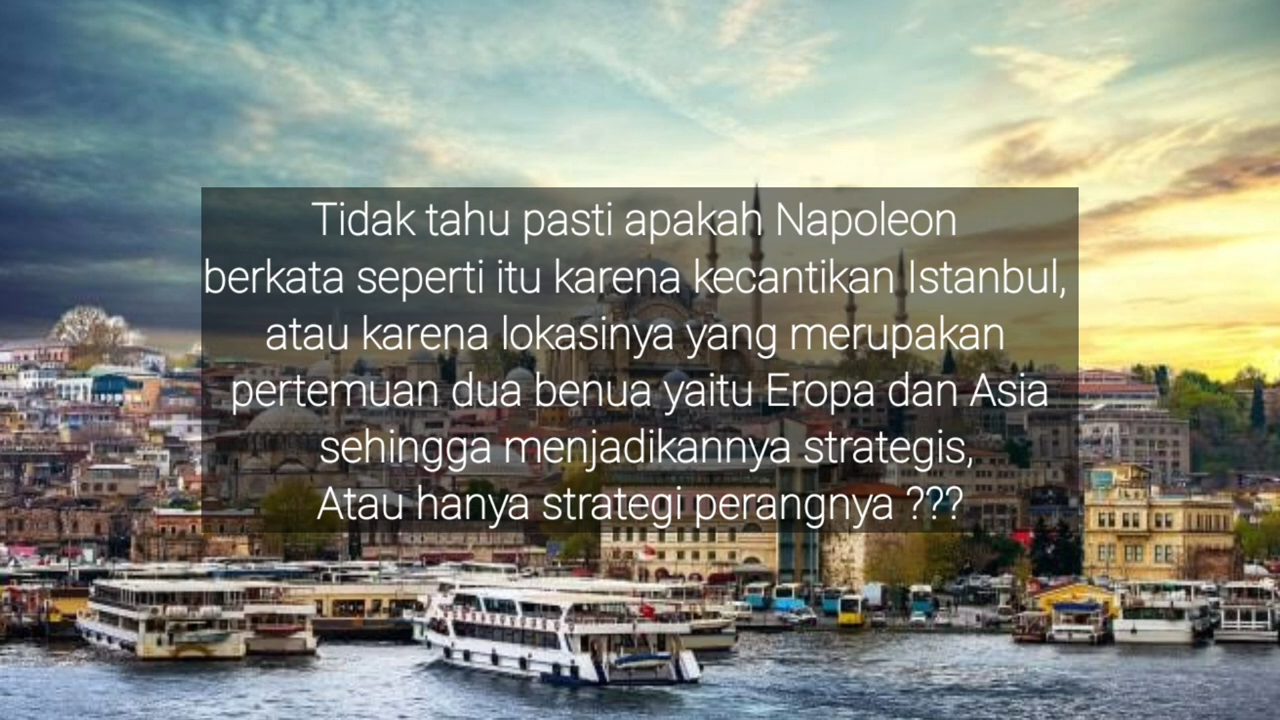 Tidak tahu pasti apakah Napoleon
berkata seperti itu karena kecantikan Istanbul,
atau karena lokasinya yang merupakan
pertemuan dua benua yaitu Eropa dan Asia
sehingga menjadikannya strategis,
Atau hanya strategi perangnya ???